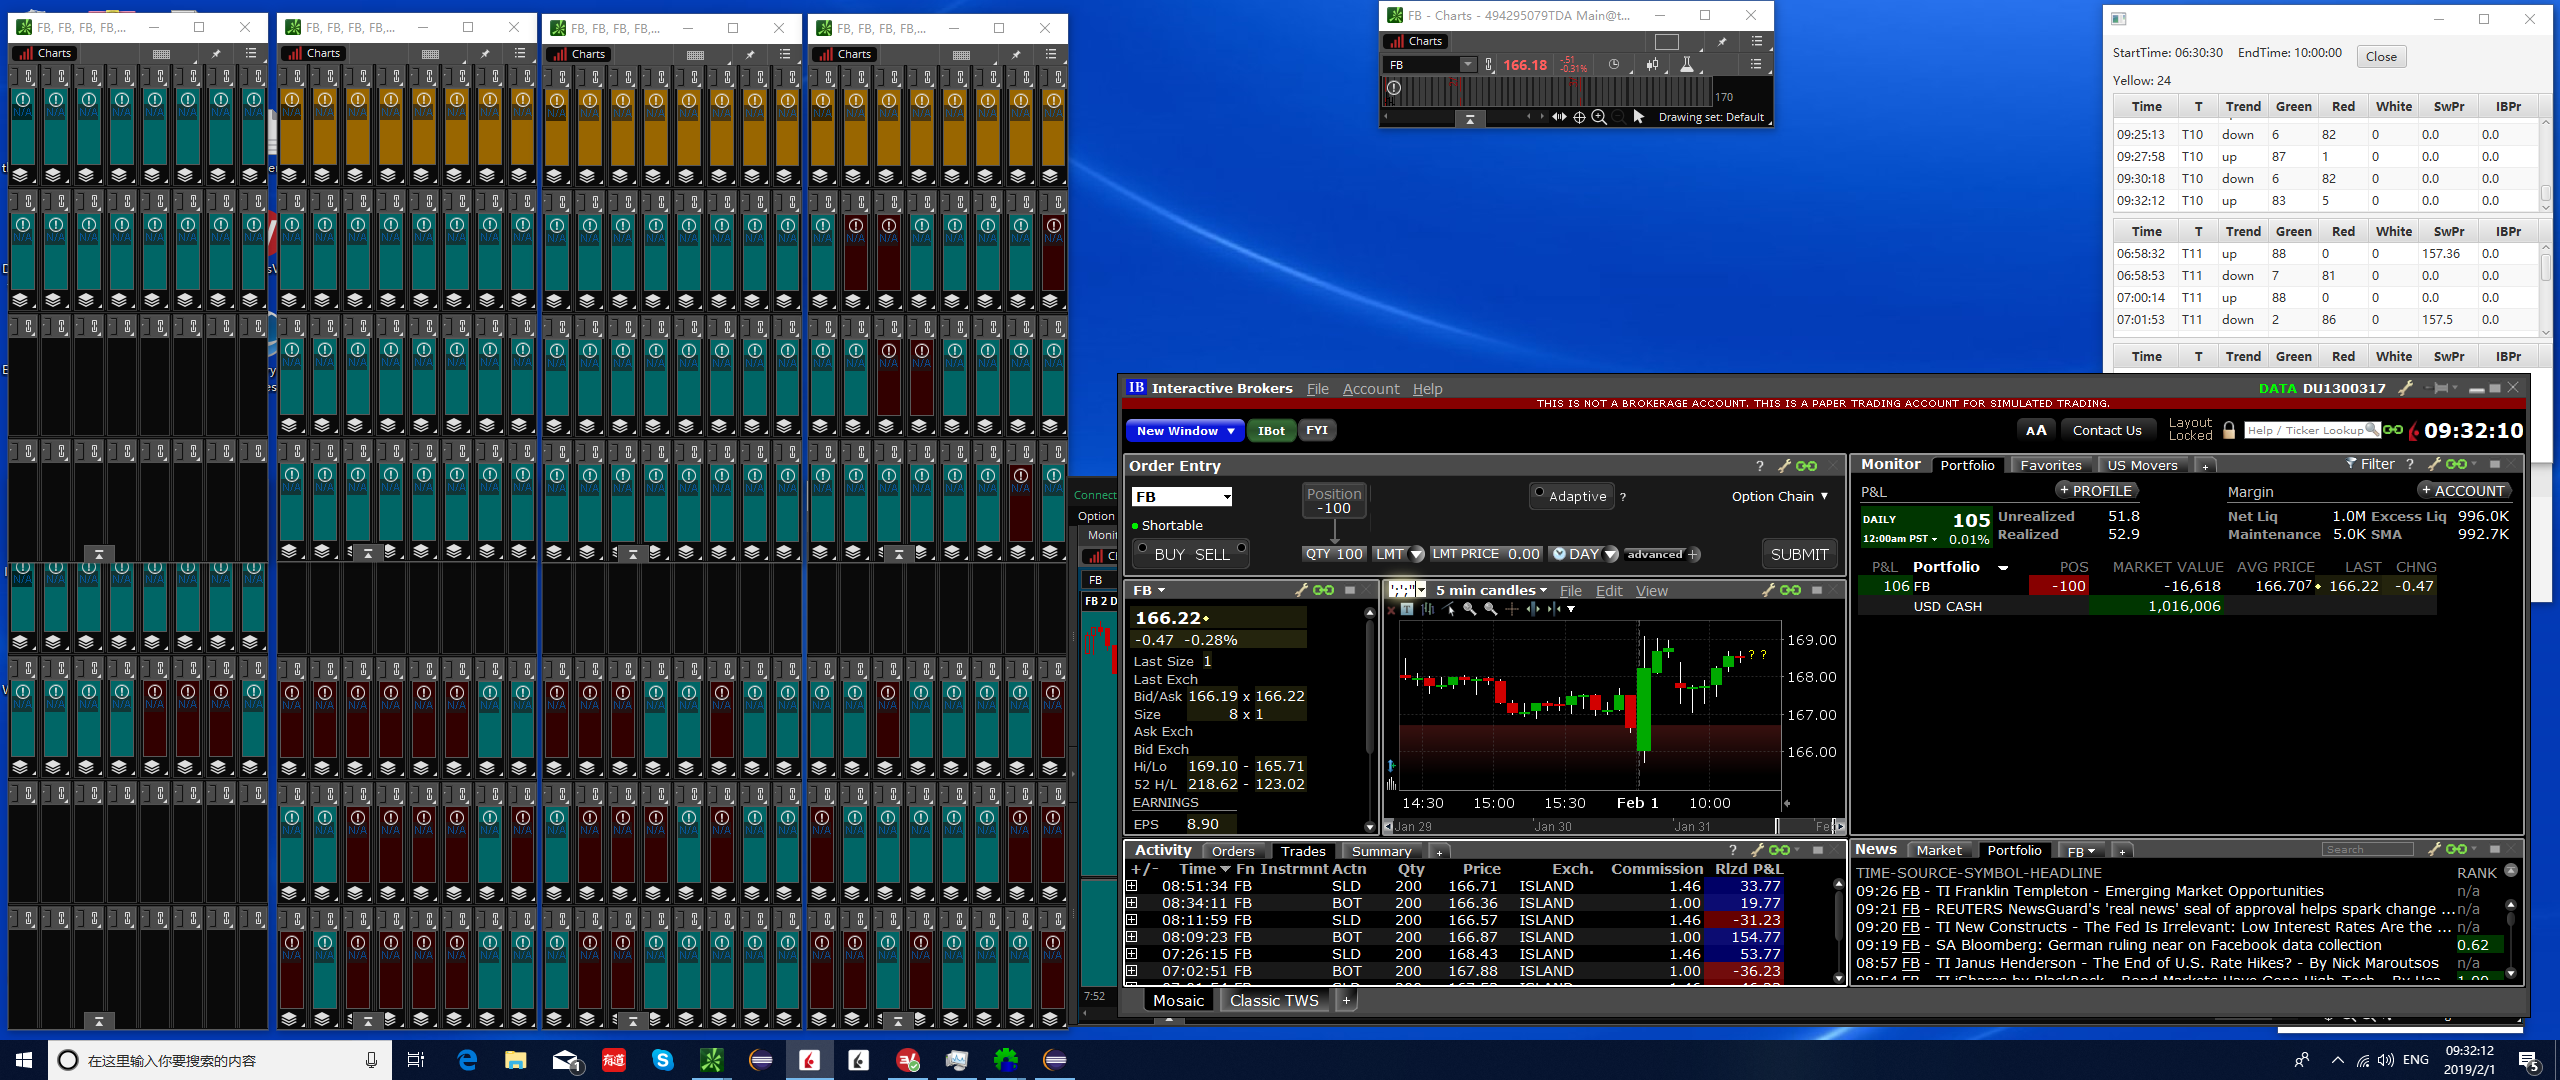 FB, FB, FB, FB,...
FB, FB, FB, FB,...
FB, FB, FB, FB,...
FB, FB, FB, FB,...
Charts
Charts
Charts
Charts
FB - Charts - 494295079TDA Main@t...
Charts
FB
166.18
-.51
-0.31%
170
Drawing set: Default
StartTime: 06:30:30 EndTime: 10:00:00 Close
Yellow: 24
Time T Trend Green Red White SwPr IBPr
09:25:13 T10 down 6 82 0 0.0 0.0
09:27:58 T10 up 87 1 0 0.0 0.0
09:30:18 T10 down 6 82 0 0.0 0.0
09:32:12 T10 up 83 5 0 0.0 0.0
Time T Trend Green Red White SwPr IBPr
06:58:32 T11 up 88 0 0 157.36 0.0
06:58:53 T11 down 7 81 0 0.0 0.0
07:00:14 T11 up 88 0 0 0.0 0.0
07:01:53 T11 down 2 86 0 157.5 0.0
Time T Trend Green Red White SwPr IBPr
IB Interactive Brokers File Account Help
DATA DU1300317
THIS IS NOT A BROKERAGE ACCOUNT. THIS IS A PAPER TRADING ACCOUNT FOR SIMULATED TRADING.
New Window IBot FYI
AA Contact Us Layout Locked Help / Ticker Lookup 09:32:10
Order Entry
FB
Position
-100
Adaptive ?
Option Chain
Shortable
BUY SELL
QTY 100 LMT LMT PRICE 0.00 DAY advanced +
SUBMIT
Monitor Portfolio Favorites US Movers +
Filter ?
P&L + PROFILE
Margin + ACCOUNT
DAILY 105
12:00am PST 0.01%
Unrealized 51.8
Realized 52.9
Net Liq 1.0M Excess Liq 996.0K
Maintenance 5.0K SMA 992.7K
P&L Portfolio POS MARKET VALUE AVG PRICE LAST CHNG
106 FB -100 -16,618 166.707 166.22 -0.47
USD CASH 1,016,006
FB
166.22
-0.47 -0.28%
Last Size 1
Last Exch
Bid/Ask 166.19 x 166.22
Size 8 x 1
Ask Exch
Bid Exch
Hi/Lo 169.10 - 165.71
52 H/L 218.62 - 123.02
EARNINGS
EPS 8.90
5 min candles File Edit View
169.00
168.00
167.00
166.00
? ?
14:30 15:00 15:30 Feb 1 10:00
Jan 29 Jan 30 Jan 31
Activity Orders Trades Summary +
+/- Time Fn Instrmnt Actn Qty Price Exch. Commission Rlzd P&L
08:51:34 FB SLD 200 166.71 ISLAND 1.46 33.77
08:34:11 FB BOT 200 166.36 ISLAND 1.00 19.77
08:11:59 FB SLD 200 166.57 ISLAND 1.46 -31.23
08:09:23 FB BOT 200 166.87 ISLAND 1.00 154.77
07:26:15 FB SLD 200 168.43 ISLAND 1.46 53.77
07:02:51 FB BOT 200 167.88 ISLAND 1.00 -36.23
Mosaic Classic TWS +
News Market Portfolio FB +
Search
TIME-SOURCE-SYMBOL-HEADLINE RANK
09:26 FB - TI Franklin Templeton - Emerging Market Opportunities n/a
09:21 FB - REUTERS NewsGuard's 'real news' seal of approval helps spark change ... n/a
09:20 FB - TI New Constructs - The Fed Is Irrelevant: Low Interest Rates Are the ... n/a
09:19 FB - SA Bloomberg: German ruling near on Facebook data collection 0.62
08:57 FB - TI Janus Henderson - The End of U.S. Rate Hikes? - By Nick Maroutsos n/a
Option
FB
FB 2 D
7:52
在这里输入你要搜索的内容
有道
ENG
09:32:12
2019/2/1
5